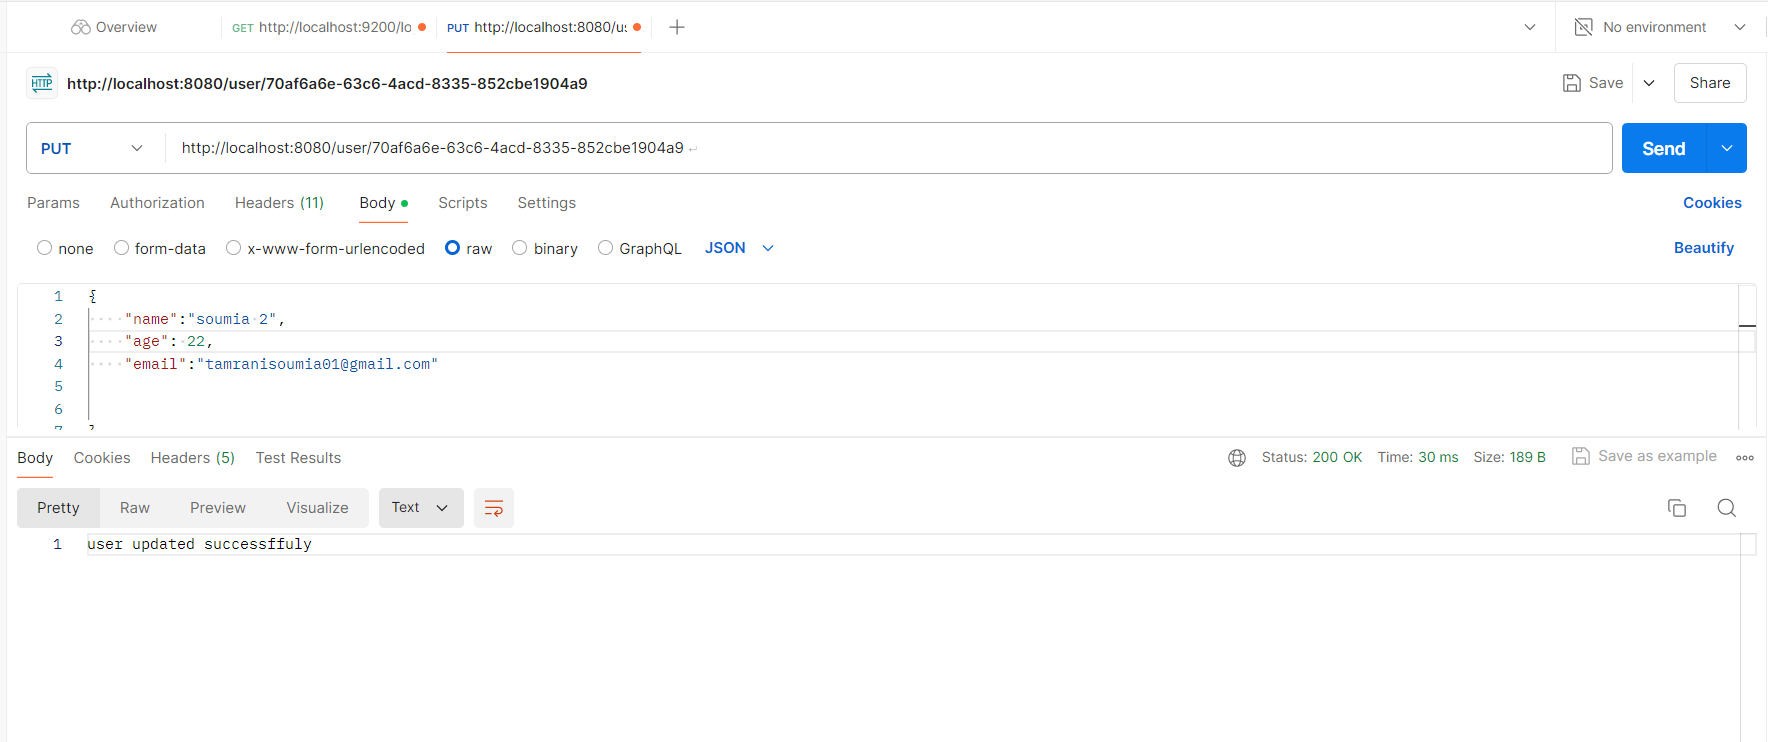 Overview GET http://localhost:9200/lo PUT http://localhost:8080/us No environment
HTTP http://localhost:8080/user/70af6a6e-63c6-4acd-8335-852cbe1904a9 Save Share
PUT http://localhost:8080/user/70af6a6e-63c6-4acd-8335-852cbe1904a9 Send
Params Authorization Headers (11) Body Scripts Settings Cookies
none form-data x-www-form-urlencoded raw binary GraphQL JSON Beautify
1 {
2 "name":"soumia 2",
3 "age": 22,
4 "email":"tamranisoumia01@gmail.com"
5
6
7 }
Body Cookies Headers (5) Test Results Status: 200 OK Time: 30 ms Size: 189 B Save as example
Pretty Raw Preview Visualize Text
1 user updated successffuly